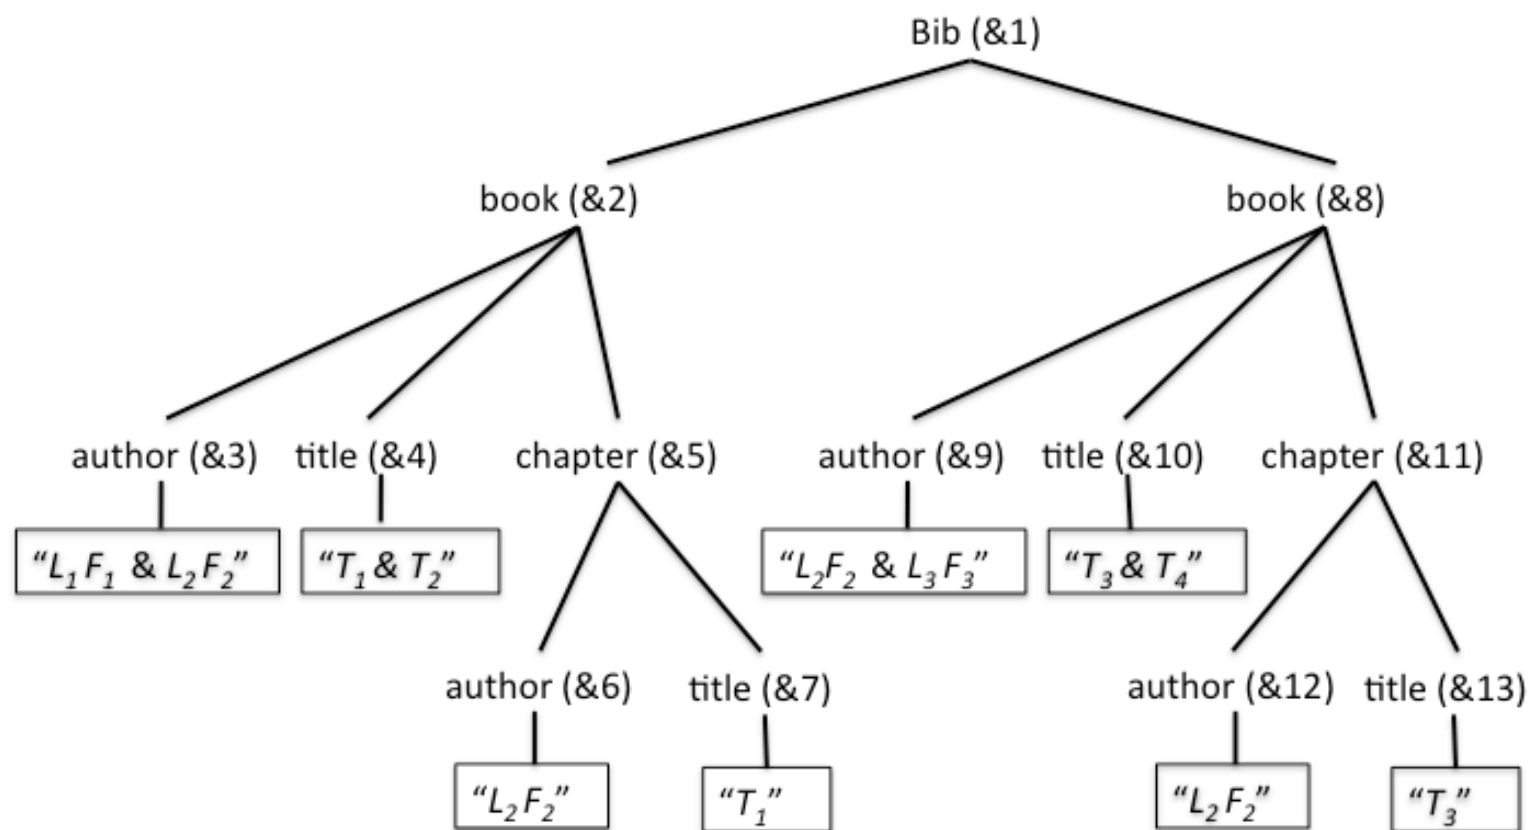 Bib (&1)
book (&2) book (&8)
author (&3) title (&4) chapter (&5) author (&9) title (&10) chapter (&11)
“L₁F₁ & L₂F₂” “T₁ & T₂” “L₂F₂ & L₃F₃” “T₃ & T₄”
author (&6) title (&7) author (&12) title (&13)
“L₂F₂” “T₁” “L₂F₂” “T₃”